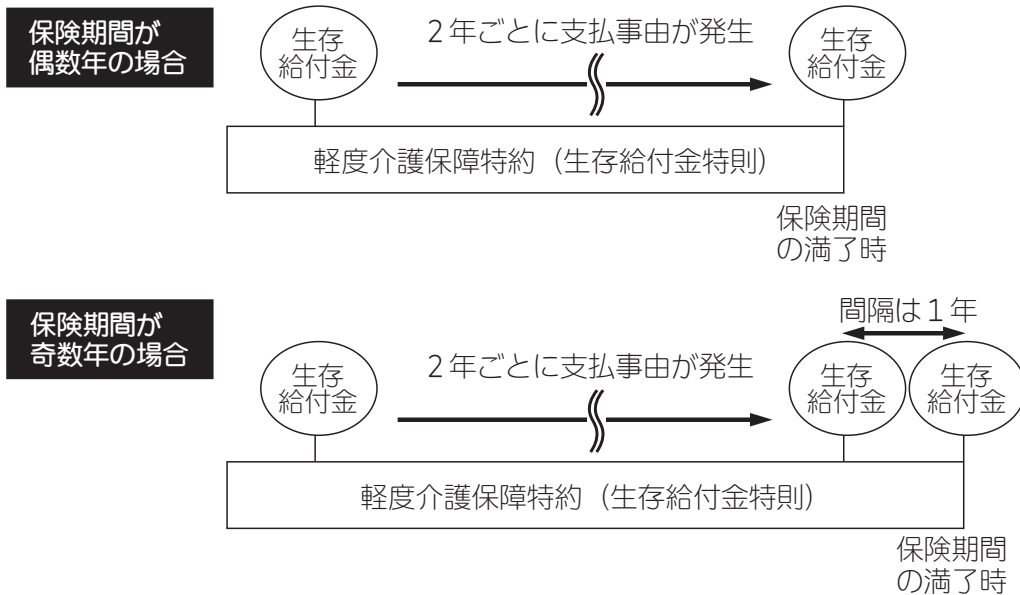 保険期間が
偶数年の場合
生存
給付金
2年ごとに支払事由が発生
生存
給付金
軽度介護保障特約（生存給付金特則）
保険期間
の満了時
保険期間が
奇数年の場合
間隔は1年
生存
給付金
2年ごとに支払事由が発生
生存
給付金
生存
給付金
軽度介護保障特約（生存給付金特則）
保険期間
の満了時